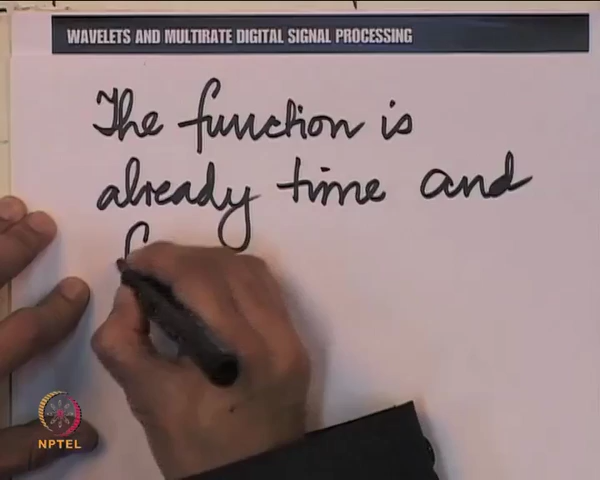 WAVELETS AND MULTIRATE DIGITAL SIGNAL PROCESSING
The function is
already time and
f
NPTEL